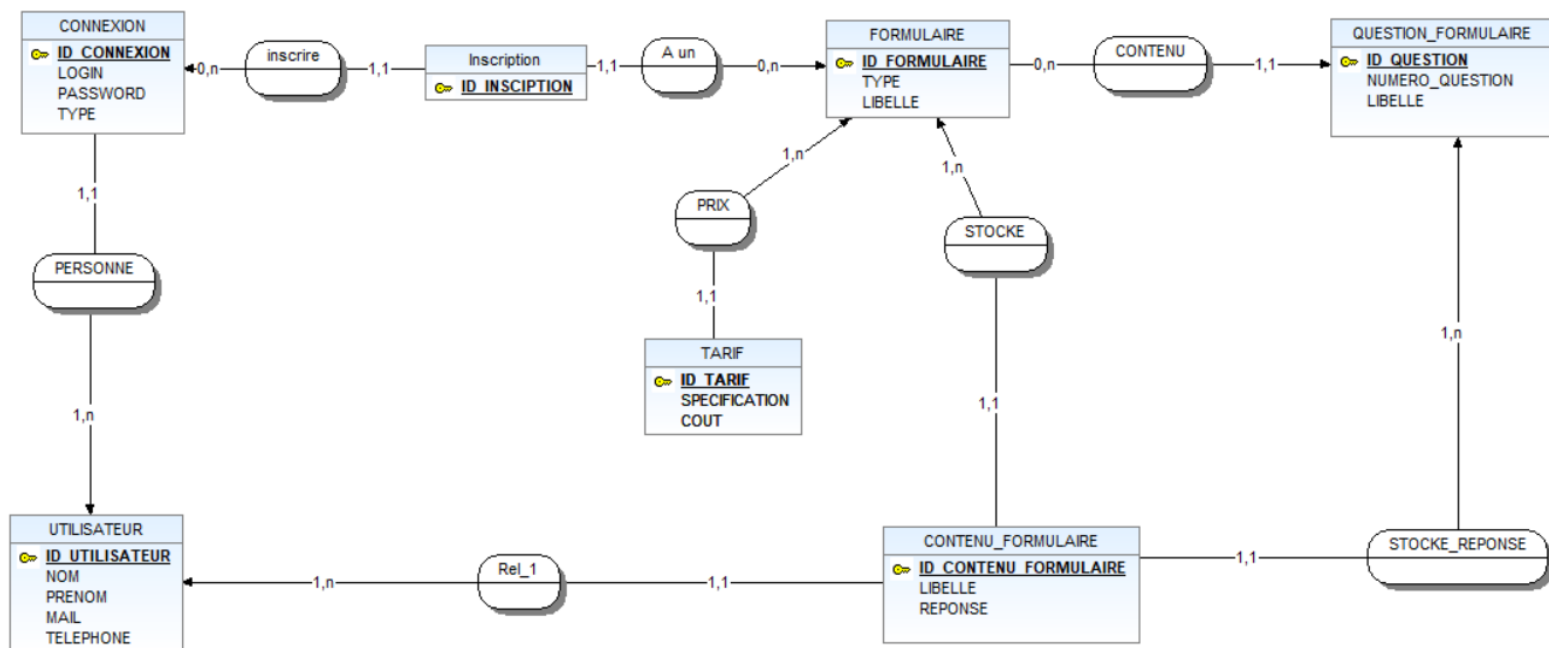 CONNEXION
ID_CONNEXION
LOGIN
PASSWORD
TYPE
0,n
inscrire
1,1
Inscription
ID_INSCIPTION
1,1
A un
0,n
FORMULAIRE
ID_FORMULAIRE
TYPE
LIBELLE
0,n
CONTENU
1,1
QUESTION_FORMULAIRE
ID_QUESTION
NUMERO_QUESTION
LIBELLE
1,1
PERSONNE
1,n
1,n
PRIX
1,1
TARIF
ID_TARIF
SPECIFICATION
COUT
1,n
STOCKE
1,1
1,n
STOCKE_REPONSE
1,1
UTILISATEUR
ID_UTILISATEUR
NOM
PRENOM
MAIL
TELEPHONE
1,n
Rel_1
1,1
CONTENU_FORMULAIRE
ID_CONTENU_FORMULAIRE
LIBELLE
REPONSE